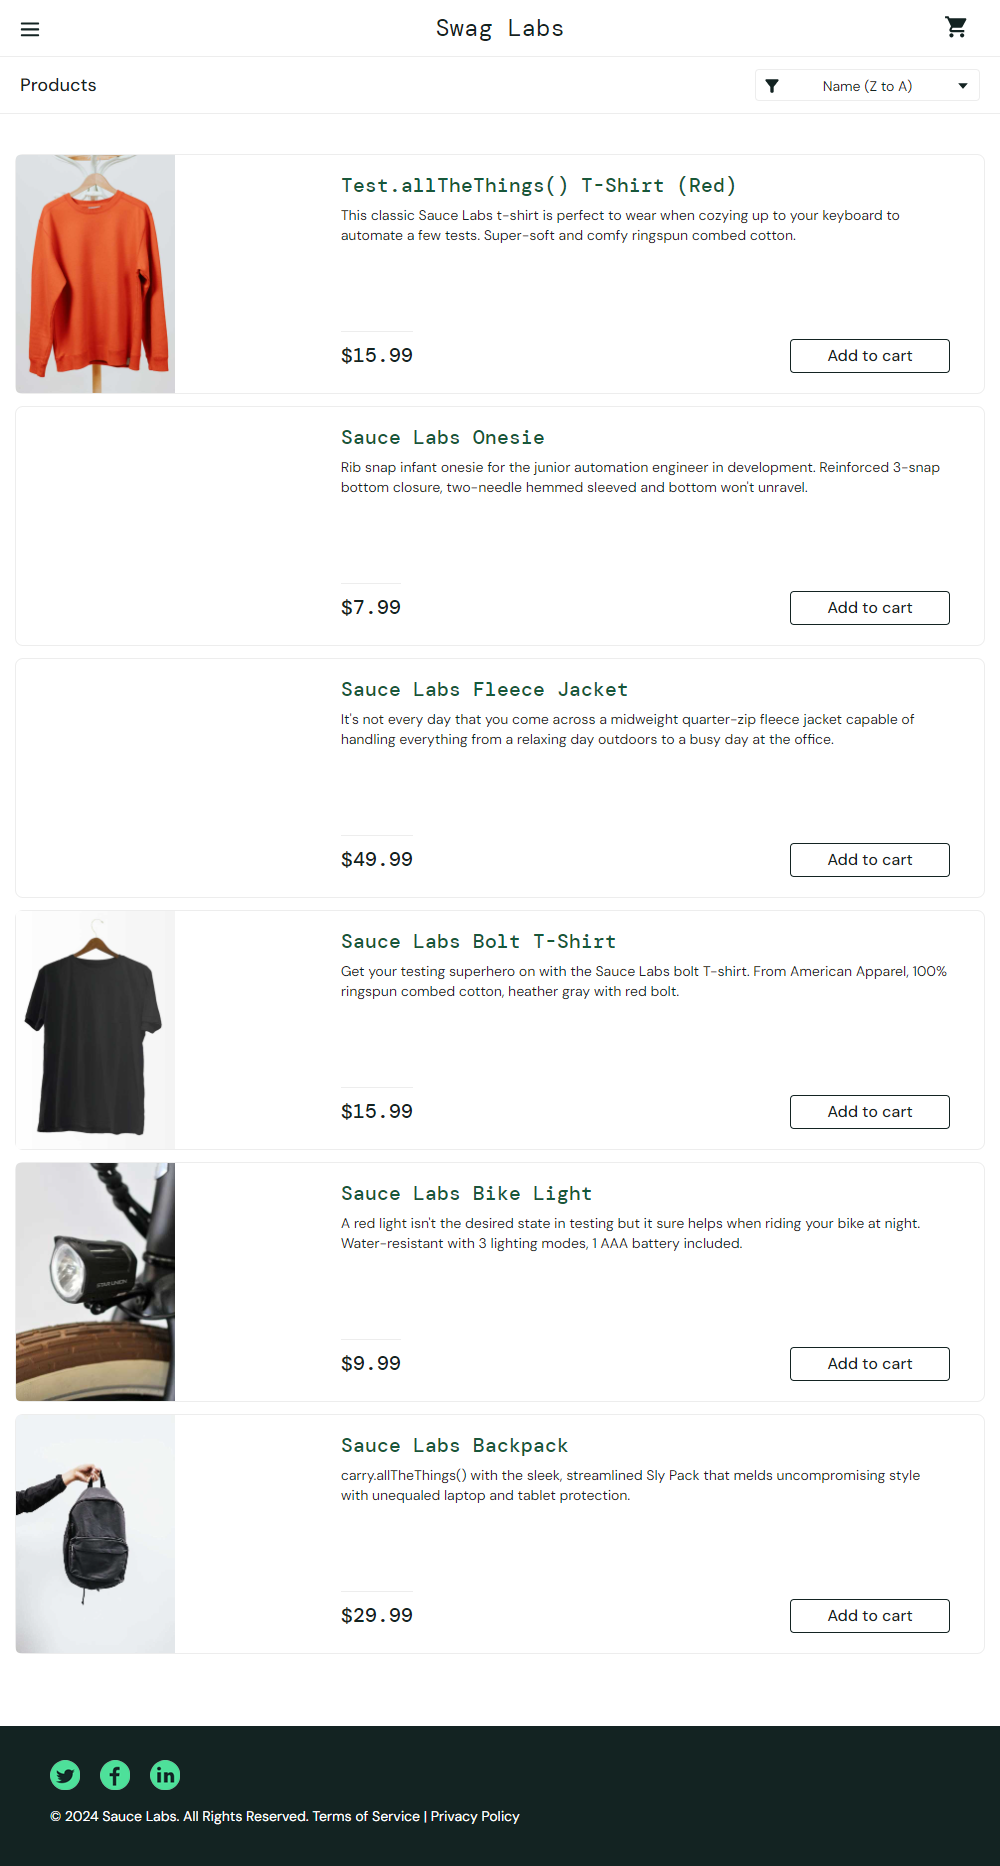 Swag Labs
Products
Name (Z to A)
Test.allTheThings() T-Shirt (Red)
This classic Sauce Labs t-shirt is perfect to wear when cozying up to your keyboard to
automate a few tests. Super-soft and comfy ringspun combed cotton.
$15.99
Add to cart
Sauce Labs Onesie
Rib snap infant onesie for the junior automation engineer in development. Reinforced 3-snap
bottom closure, two-needle hemmed sleeved and bottom won't unravel.
$7.99
Add to cart
Sauce Labs Fleece Jacket
It's not every day that you come across a midweight quarter-zip fleece jacket capable of
handling everything from a relaxing day outdoors to a busy day at the office.
$49.99
Add to cart
Sauce Labs Bolt T-Shirt
Get your testing superhero on with the Sauce Labs bolt T-shirt. From American Apparel, 100%
ringspun combed cotton, heather gray with red bolt.
$15.99
Add to cart
Sauce Labs Bike Light
A red light isn't the desired state in testing but it sure helps when riding your bike at night.
Water-resistant with 3 lighting modes, 1 AAA battery included.
$9.99
Add to cart
Sauce Labs Backpack
carry.allTheThings() with the sleek, streamlined Sly Pack that melds uncompromising style
with unequaled laptop and tablet protection.
$29.99
Add to cart
© 2024 Sauce Labs. All Rights Reserved. Terms of Service | Privacy Policy